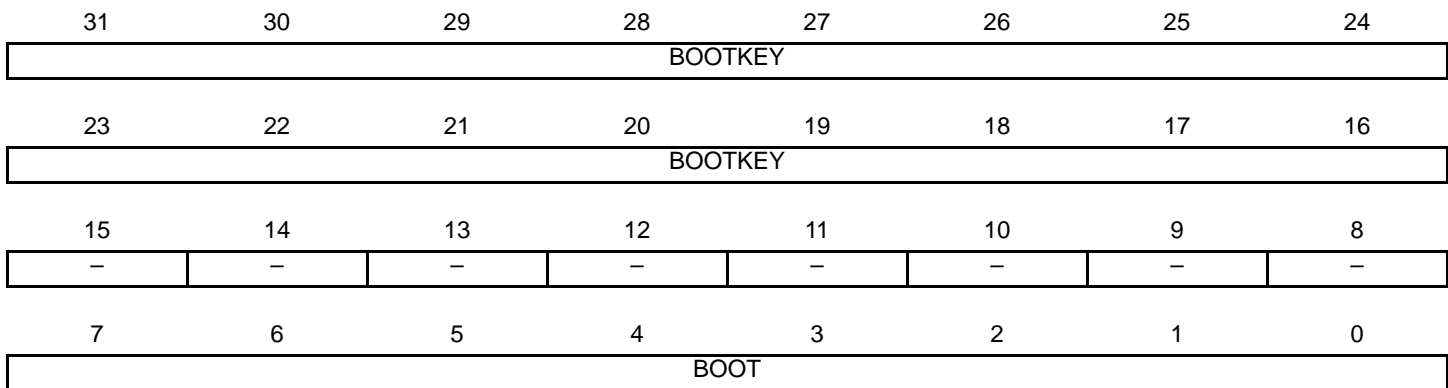 31 30 29 28 27 26 25 24
BOOTKEY
23 22 21 20 19 18 17 16
BOOTKEY
15 14 13 12 11 10 9 8
– – – – – – – –
7 6 5 4 3 2 1 0
BOOT